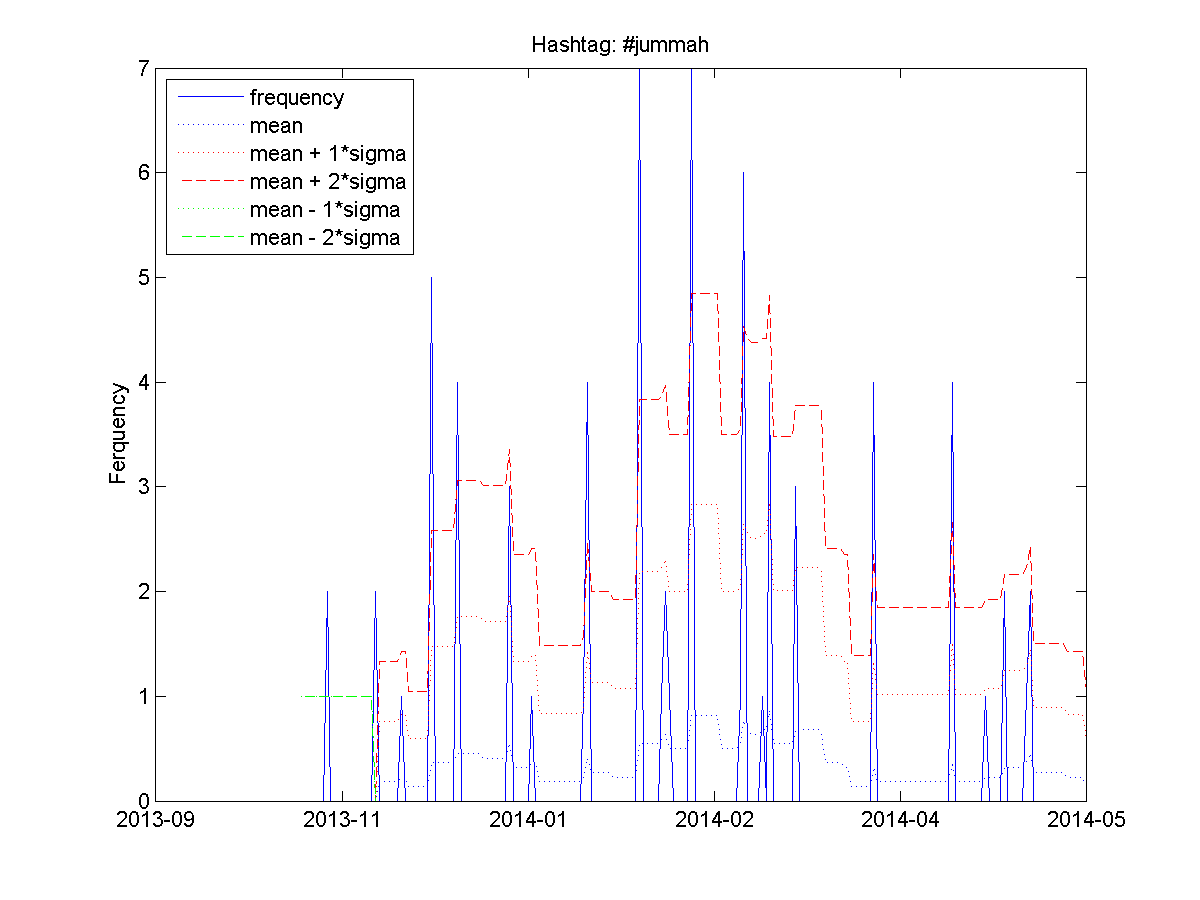 Hashtag: #jummah
7
6
5
4
3
2
1
0
Ferquency
frequency
mean
mean + 1*sigma
mean + 2*sigma
mean - 1*sigma
mean - 2*sigma
2013-09 2013-11 2014-01 2014-02 2014-04 2014-05